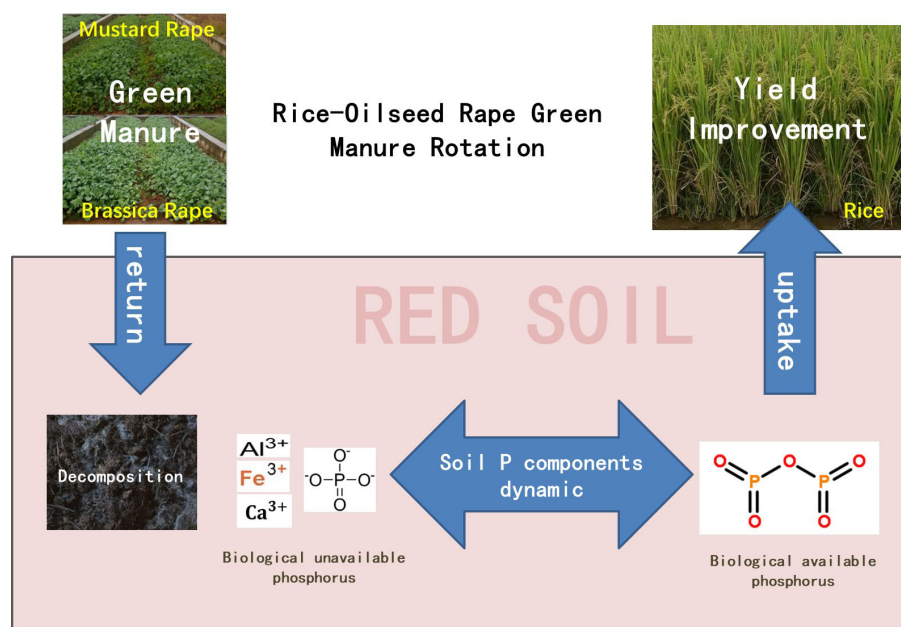 Mustard Rape
Green
Manure
Brassica Rape
Rice-Oilseed Rape Green
Manure Rotation
Yield
Improvement
Rice
return
RED SOIL
uptake
Decomposition
Al³⁺
Fe³⁺
Ca³⁺
O⁻
⁻O-P-O⁻
O
Biological unavailable
phosphorus
Soil P components
dynamic
O O O
P P
O O
Biological available
phosphorus